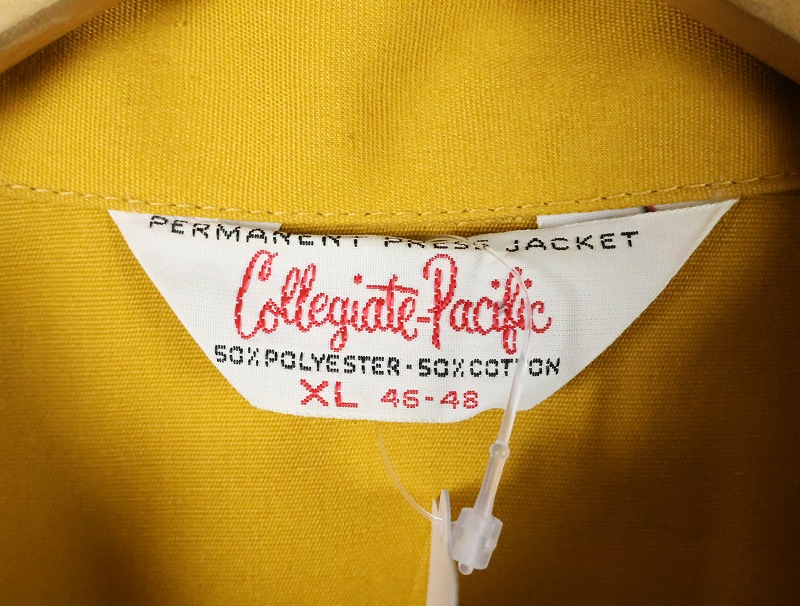 PERMANENT PRESS JACKET
Collegiate-Pacific
50% POLYESTER · 50% COTTON
XL 46-48